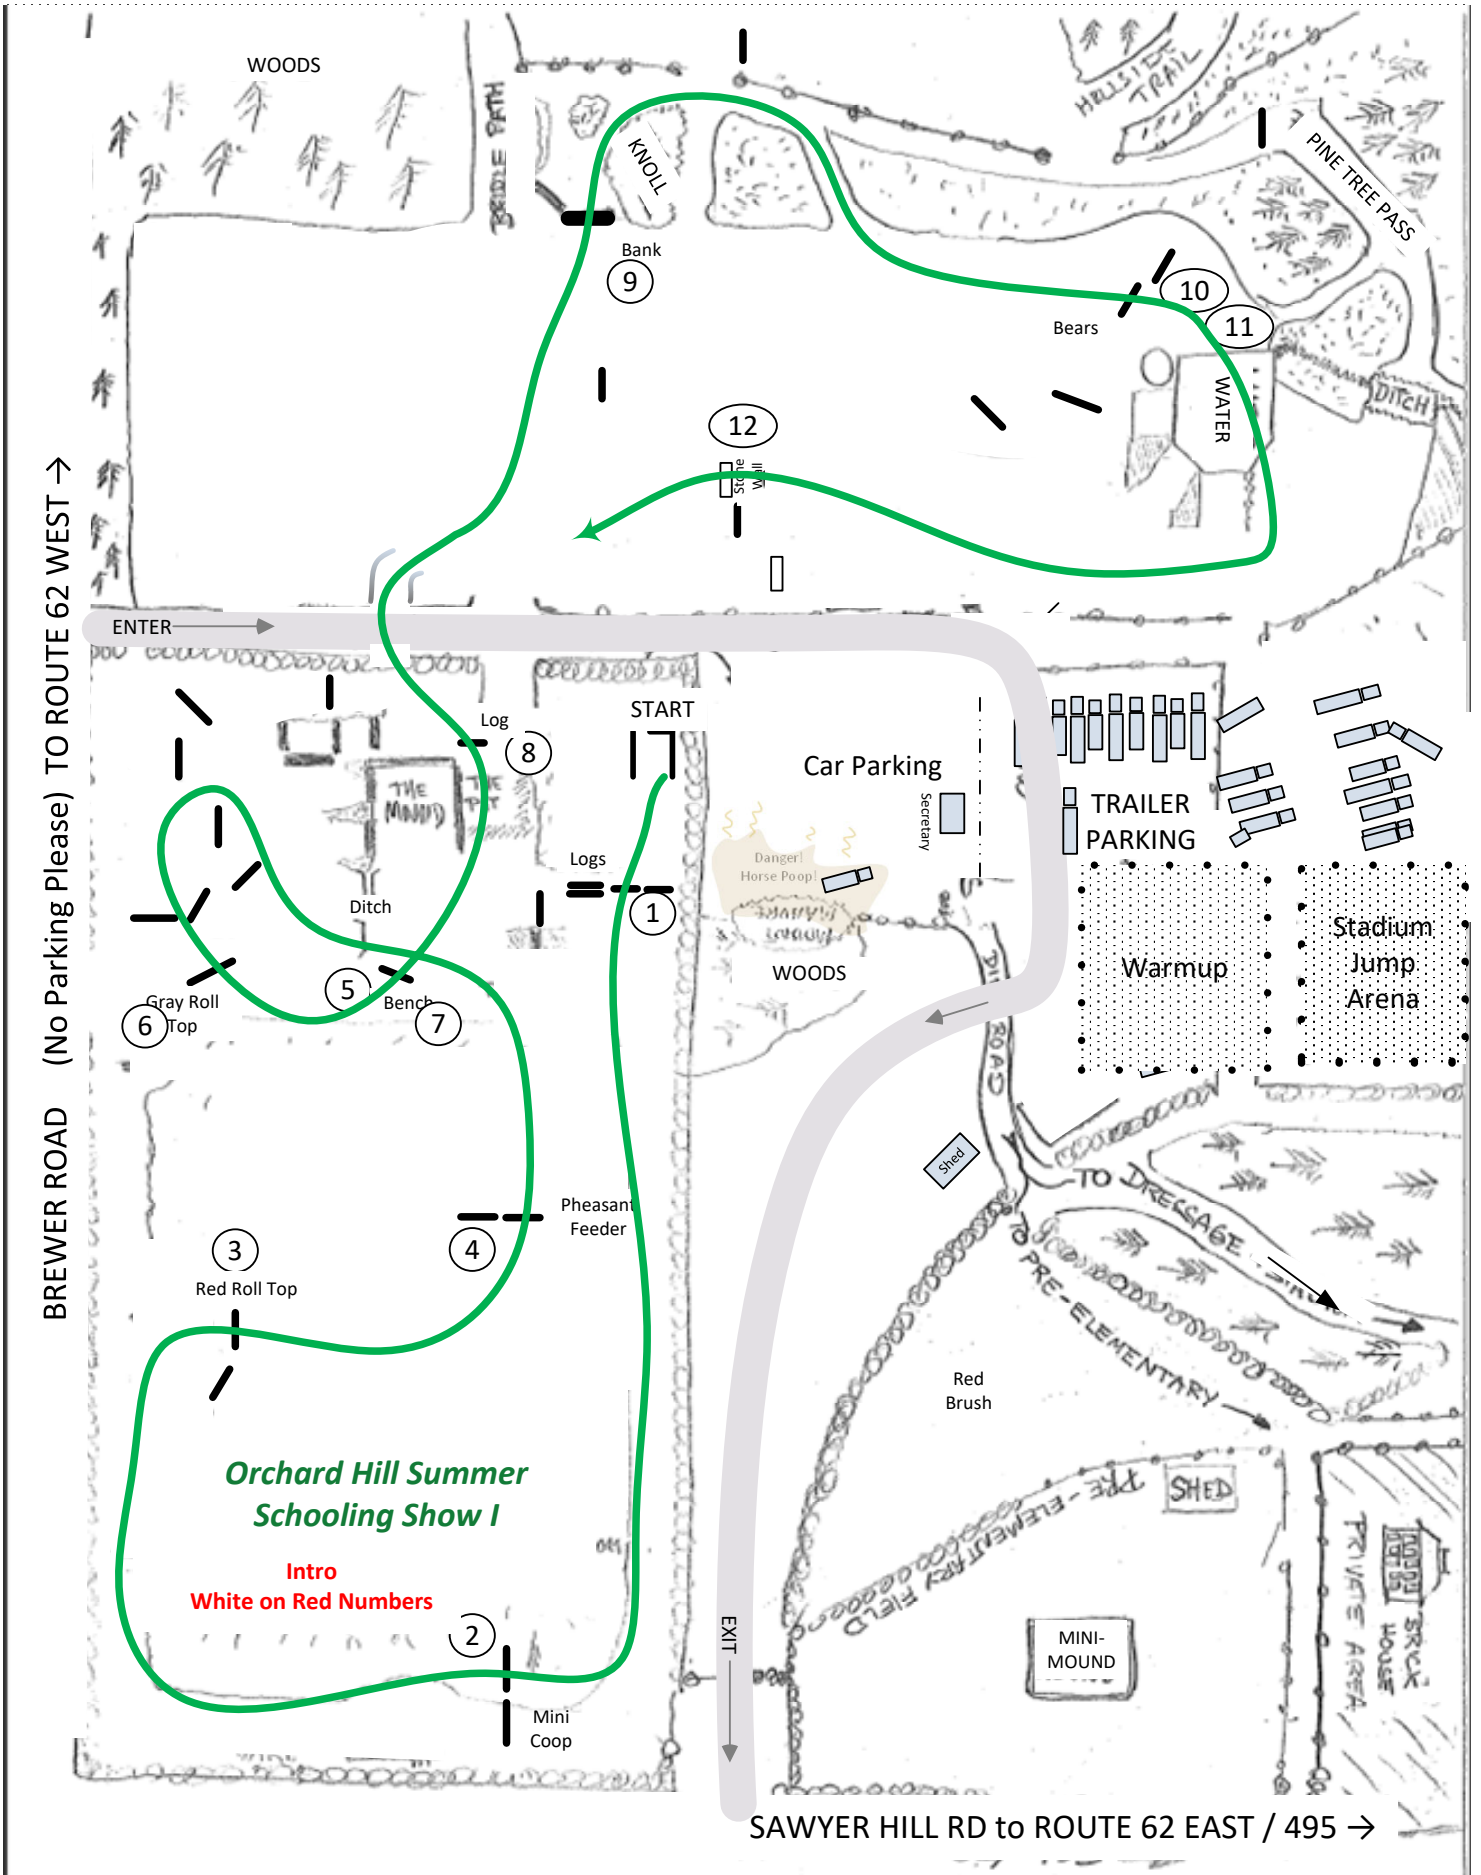 WOODS
BRIDLE PATH
KNOLL
HILLSIDE
TRAIL
PINE TREE PASS
Bank
9
10
11
Bears
WATER
DITCH
12
Stone
Wall
BREWER ROAD (No Parking Please) TO ROUTE 62 WEST →
ENTER
START
Log
8
THE
MOUND
THE
PIT
Logs
1
Ditch
5
Bench
7
Gray Roll
Top
6
Car Parking
Secretary
TRAILER
PARKING
Danger!
Horse Poop!
WOODS
Warmup
Stadium
Jump
Arena
ROAD
Shed
TO DRESSAGE
TO PRE-ELEMENTARY
Pheasant
Feeder
4
3
Red Roll Top
Red
Brush
Orchard Hill Summer
Schooling Show I
Intro
White on Red Numbers
2
Mini
Coop
PRE-ELEMENTARY FIELD
SHED
MINI-
MOUND
PRIVATE AREA
BRICK
HOUSE
EXIT
SAWYER HILL RD to ROUTE 62 EAST / 495 →